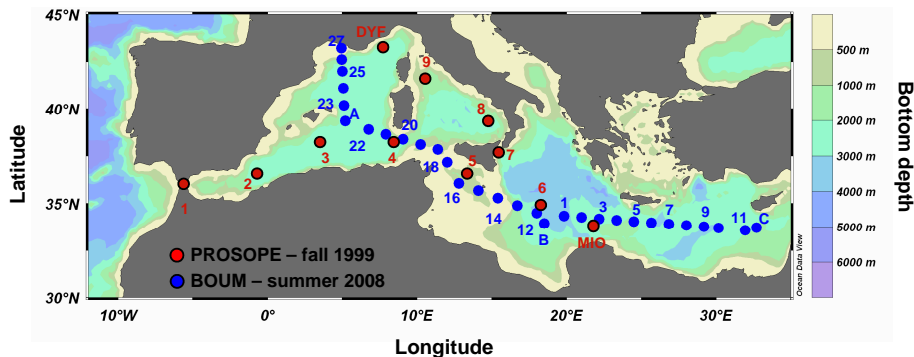 45°N
40°N
35°N
30°N
Latitude
10°W
0°
10°E
20°E
30°E
Longitude
27
DYF
25
9
23
A
8
20
22
3
4
18
7
2
5
16
1
6
14
1
3
5
7
9
11
C
12
B
MIO
PROSOPE – fall 1999
BOUM – summer 2008
Ocean Data View
500 m
1000 m
2000 m
3000 m
4000 m
5000 m
6000 m
Bottom depth